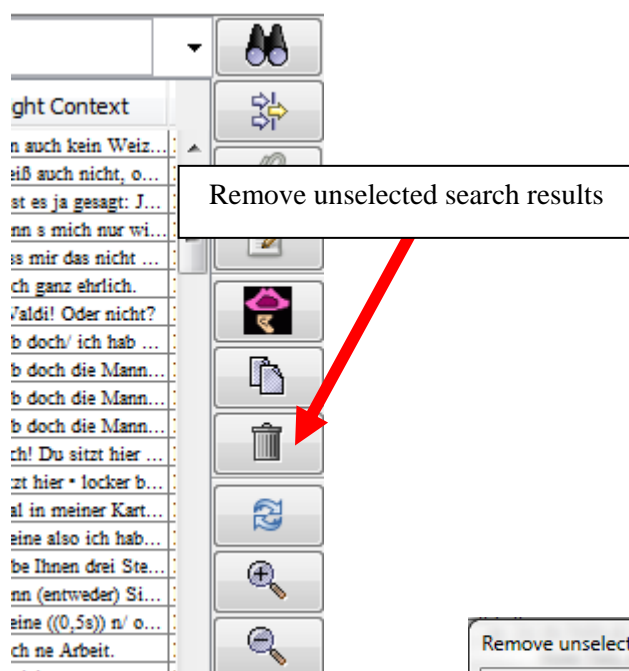 ght Context
n auch kein Weiz...
eiß auch nicht, o...
st es ja gesagt: J...
Remove unselected search results
nn s mich nur wi...
ss mir das nicht ...
ch ganz ehrlich.
Valdi! Oder nicht?
b doch/ ich hab ...
b doch die Mann...
b doch die Mann...
b doch die Mann...
ch! Du sitzt hier ...
zt hier • locker b...
al in meiner Kart...
eine also ich hab...
be Ihnen drei Ste...
nn (entweder) Si...
eine ((0,5s)) n/ o...
ch ne Arbeit.
Remove unselect